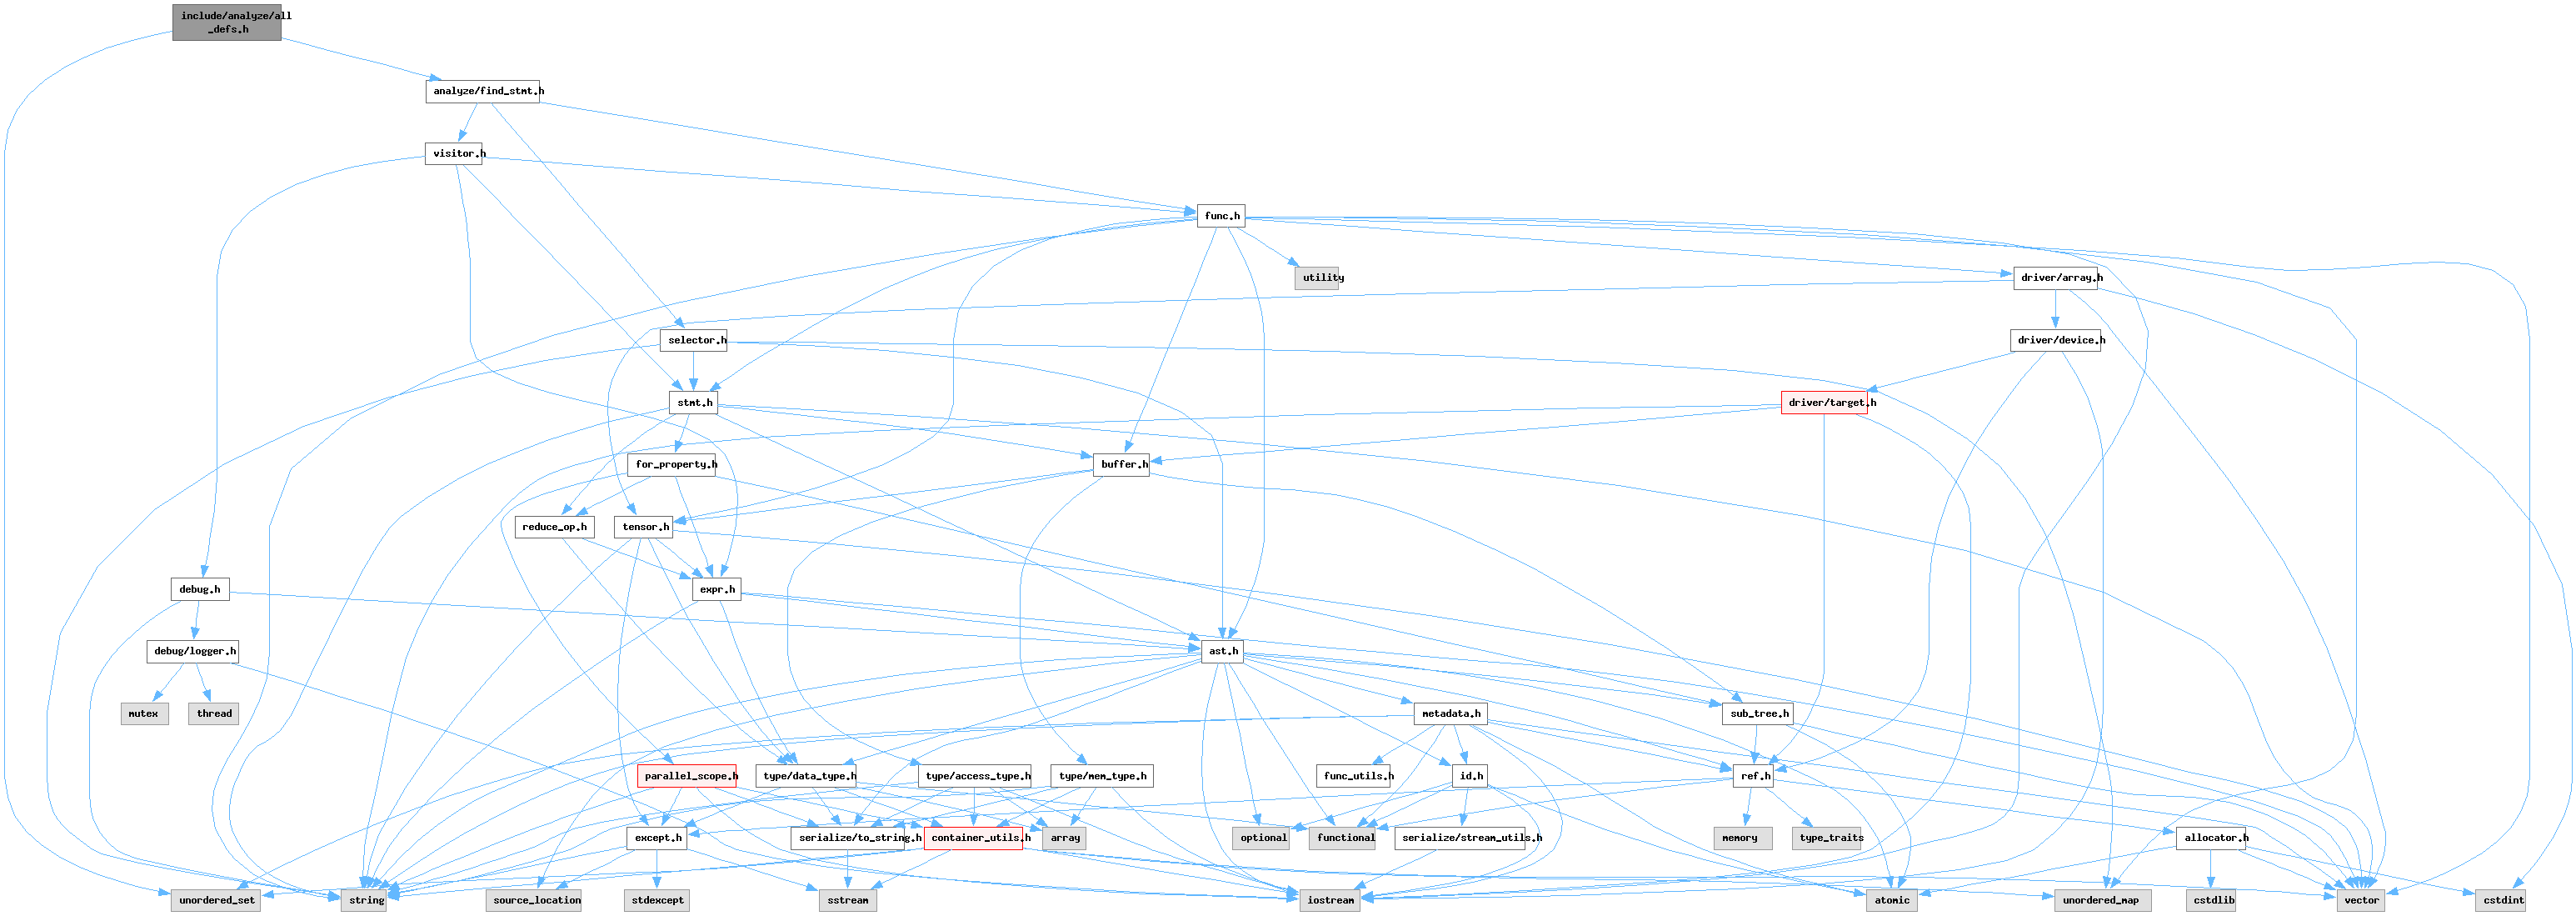 include/analyze/all
_defs.h
analyze/find_stmt.h
visitor.h
func.h
utility
driver/array.h
selector.h
driver/device.h
stmt.h
driver/target.h
for_property.h
buffer.h
reduce_op.h
tensor.h
debug.h
expr.h
debug/logger.h
ast.h
mutex
thread
metadata.h
sub_tree.h
parallel_scope.h
type/data_type.h
type/access_type.h
type/mem_type.h
func_utils.h
id.h
ref.h
except.h
serialize/to_string.h
container_utils.h
array
optional
functional
serialize/stream_utils.h
memory
type_traits
allocator.h
unordered_set
string
source_location
stdexcept
sstream
iostream
atomic
unordered_map
cstdlib
vector
cstdint